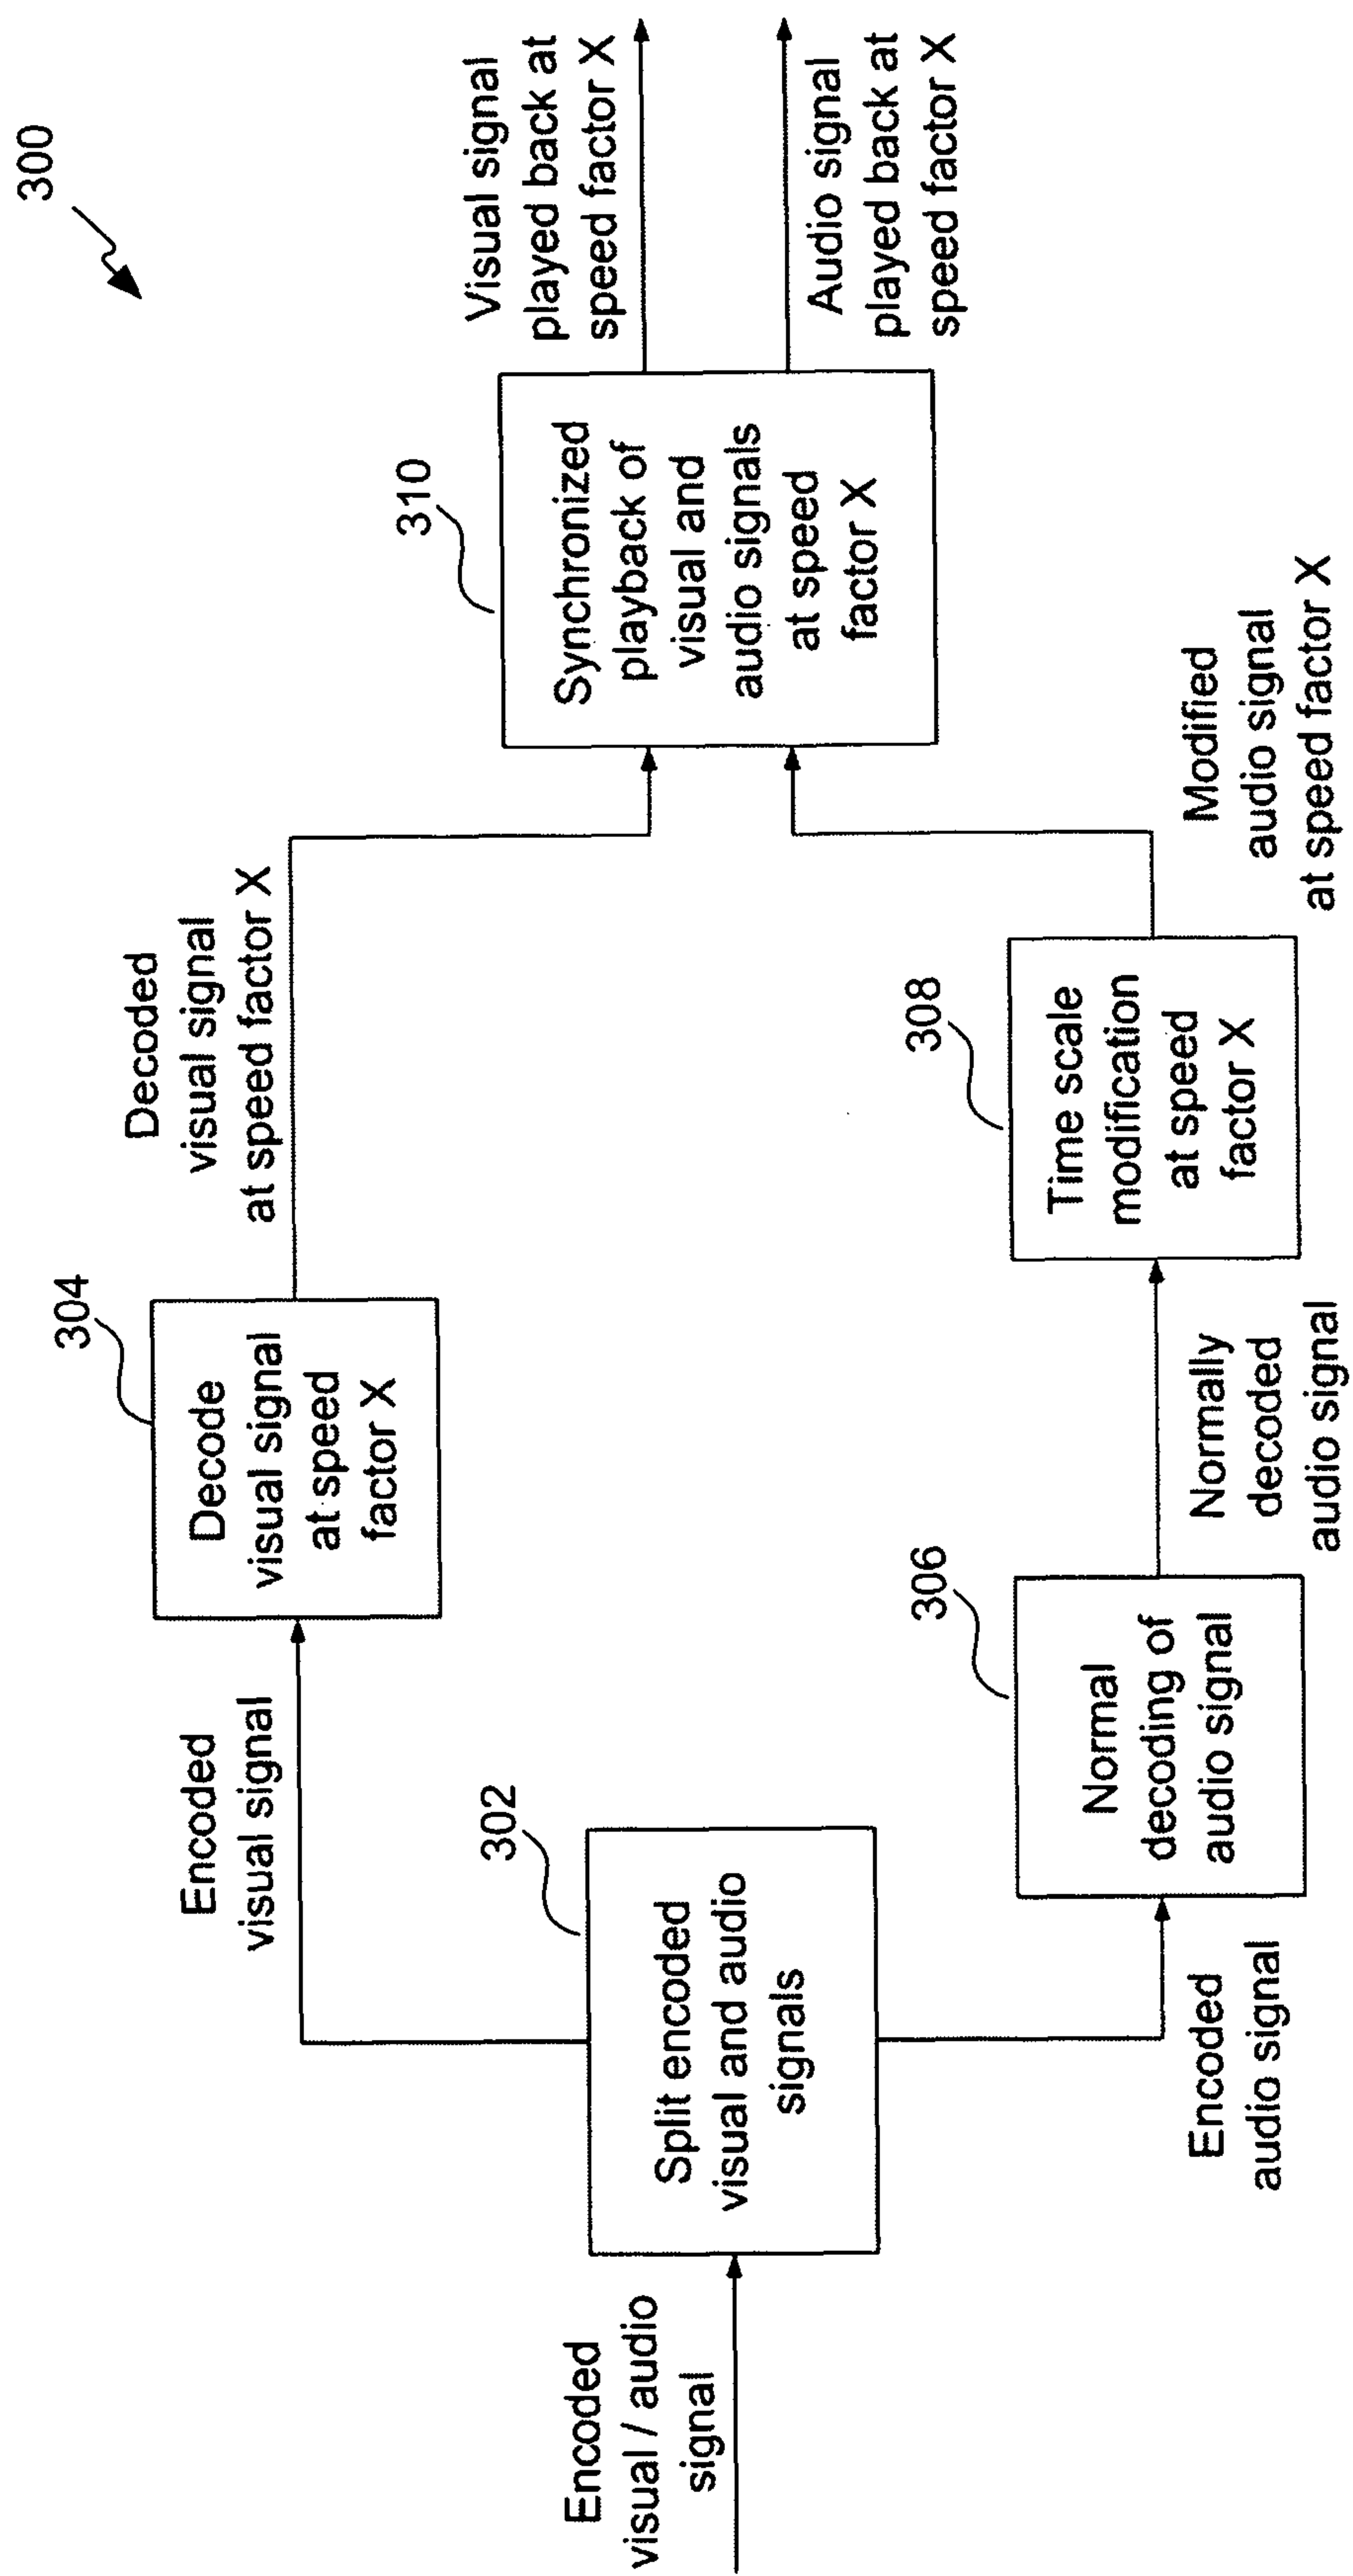 300
Encoded
visual / audio
signal
302
Split encoded
visual and audio
signals
Encoded
visual signal
304
Decode
visual signal
at speed
factor X
Decoded
visual signal
at speed factor X
Encoded
audio signal
306
Normal
decoding of
audio signal
Normally
decoded
audio signal
308
Time scale
modification
at speed
factor X
Modified
audio signal
at speed factor X
310
Synchronized
playback of
visual and
audio signals
at speed
factor X
Visual signal
played back at
speed factor X
Audio signal
played back at
speed factor X